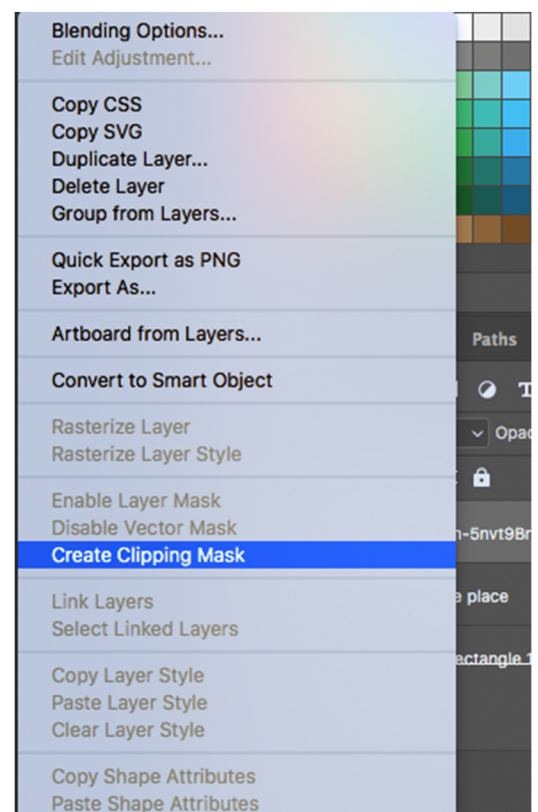 Blending Options...
Edit Adjustment...
Copy CSS
Copy SVG
Duplicate Layer...
Delete Layer
Group from Layers...
Quick Export as PNG
Export As...
Artboard from Layers...
Paths
Convert to Smart Object
Rasterize Layer
Opac
Rasterize Layer Style
Enable Layer Mask
Disable Vector Mask
n-5nvt9Br
Create Clipping Mask
Link Layers
e place
Select Linked Layers
ectangle 1
Copy Layer Style
Paste Layer Style
Clear Layer Style
Copy Shape Attributes
Paste Shape Attributes